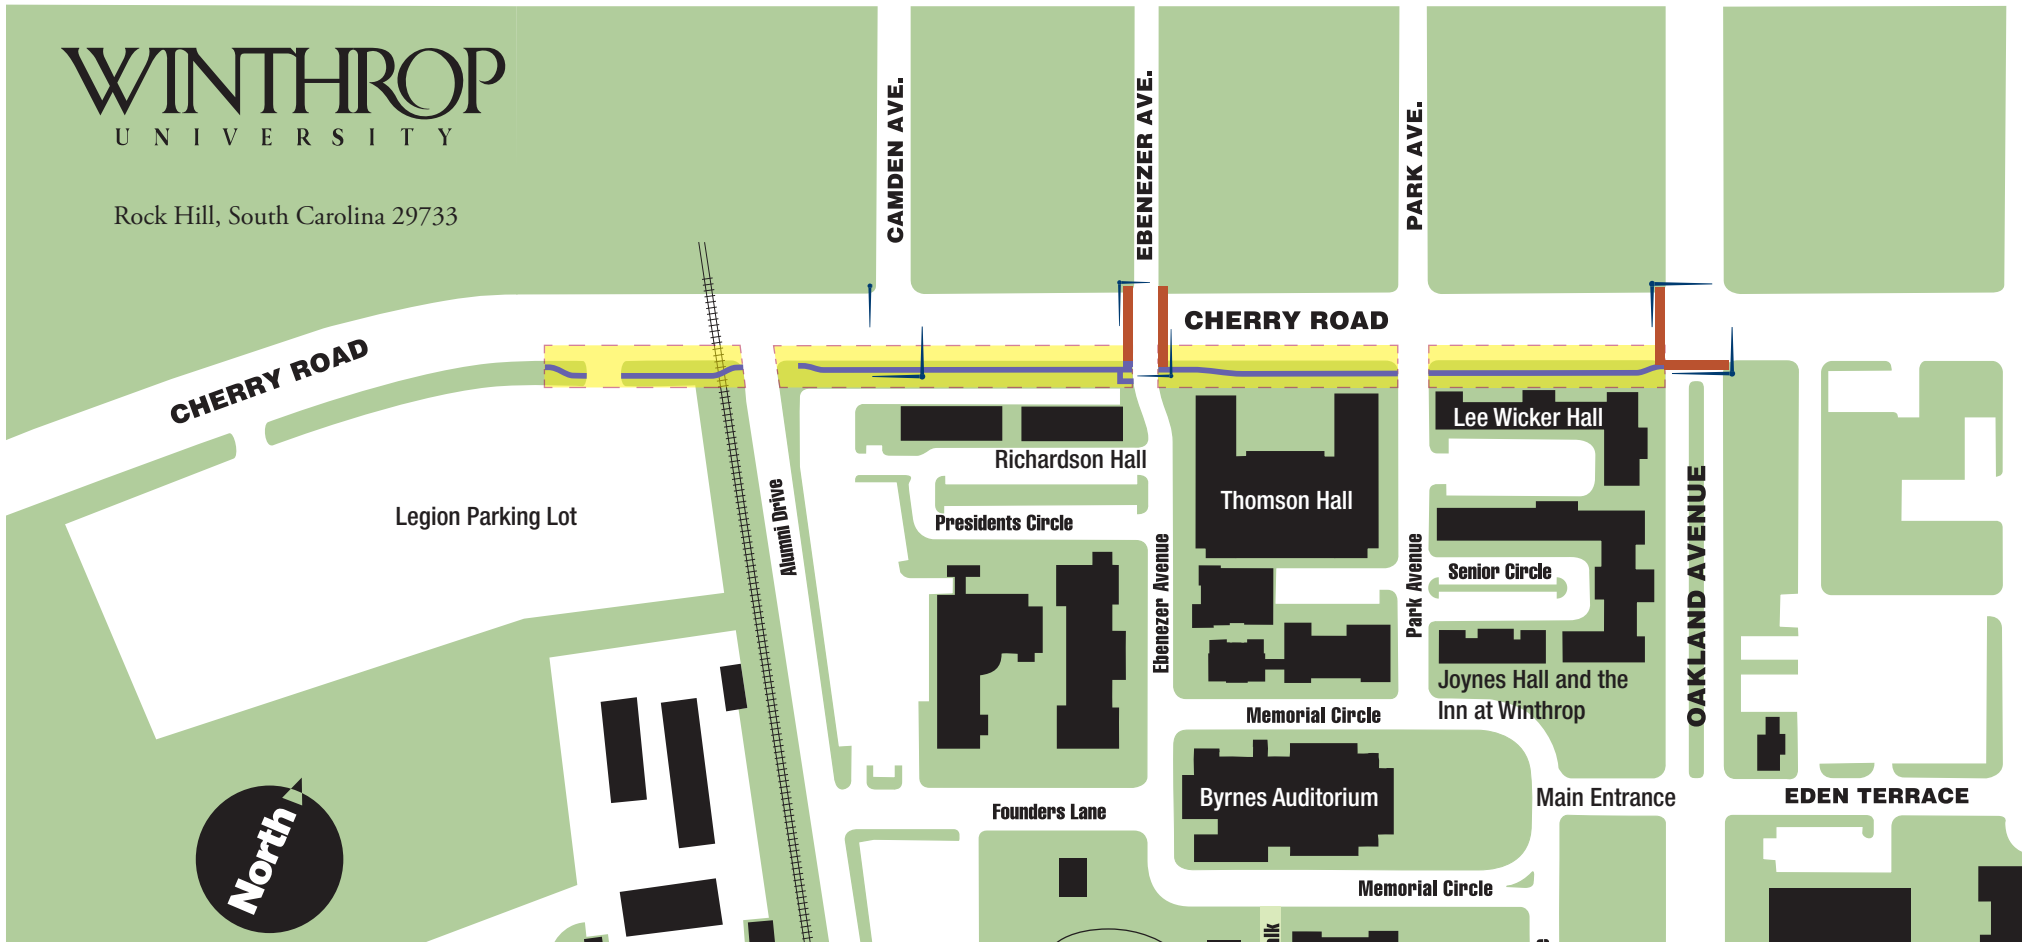 WINTHROP
UNIVERSITY
Rock Hill, South Carolina 29733
CAMDEN AVE.
EBENEZER AVE.
PARK AVE.
CHERRY ROAD
CHERRY ROAD
Lee Wicker Hall
Richardson Hall
Thomson Hall
Legion Parking Lot
Alumni Drive
Presidents Circle
Ebenezer Avenue
Park Avenue
Senior Circle
OAKLAND AVENUE
Joynes Hall and the
Inn at Winthrop
Memorial Circle
Byrnes Auditorium
Main Entrance
EDEN TERRACE
Founders Lane
North
Memorial Circle